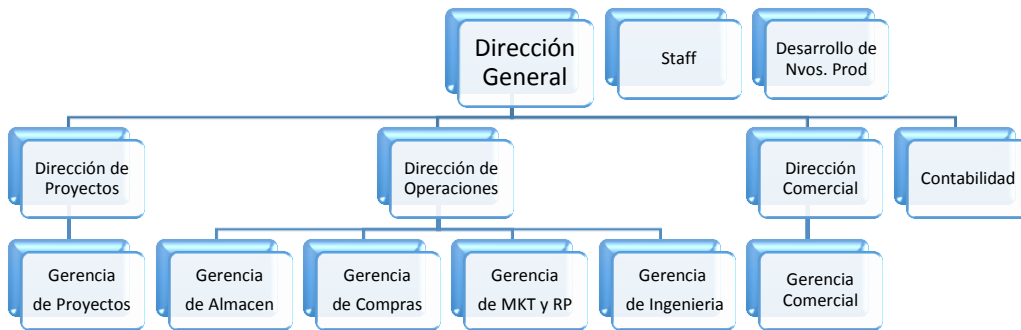 Dirección
General
Staff
Desarrollo de
Nvos. Prod
Dirección de
Proyectos
Dirección de
Operaciones
Dirección
Comercial
Contabilidad
Gerencia
de Proyectos
Gerencia
de Almacen
Gerencia
de Compras
Gerencia
de MKT y RP
Gerencia
de Ingenieria
Gerencia
Comercial